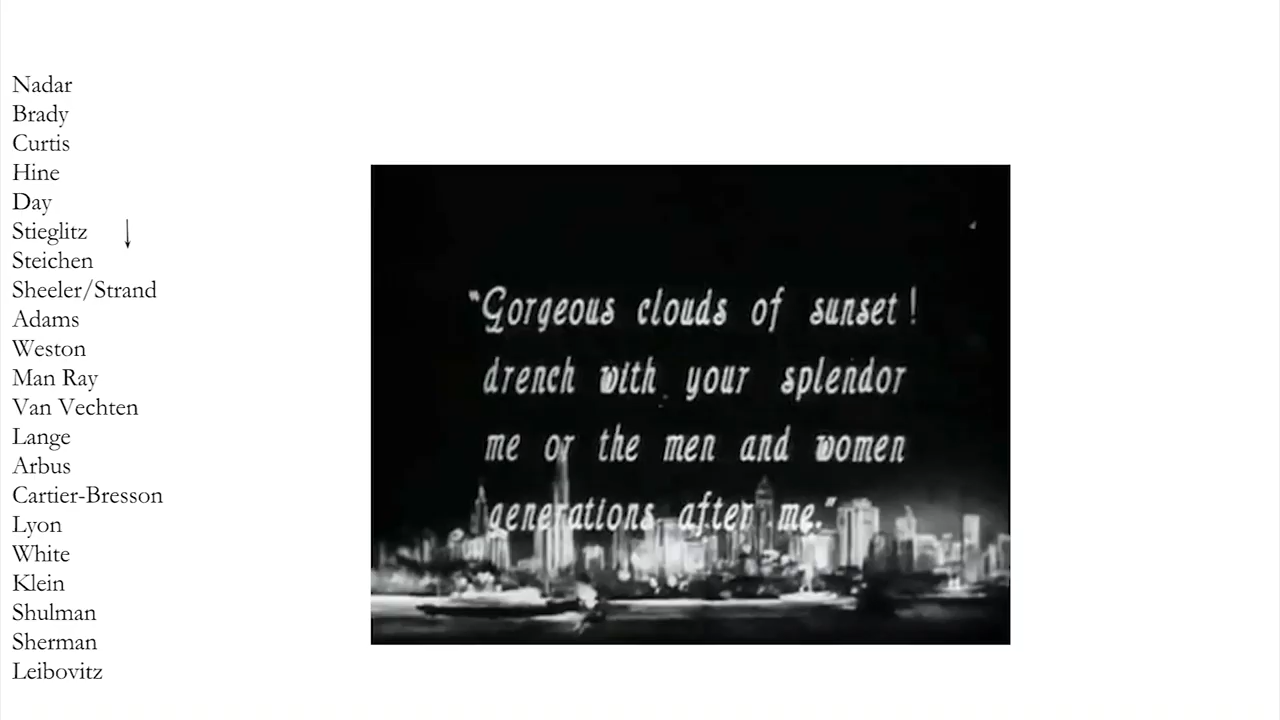 Nadar
Brady
Curtis
Hine
Day
Stieglitz
Steichen
Sheeler/Strand
Adams
Weston
Man Ray
Van Vechten
Lange
Arbus
Cartier-Bresson
Lyon
White
Klein
Shulman
Sherman
Leibovitz
"Gorgeous clouds of sunset!
drench with your splendor
me or the men and women
generations after me."